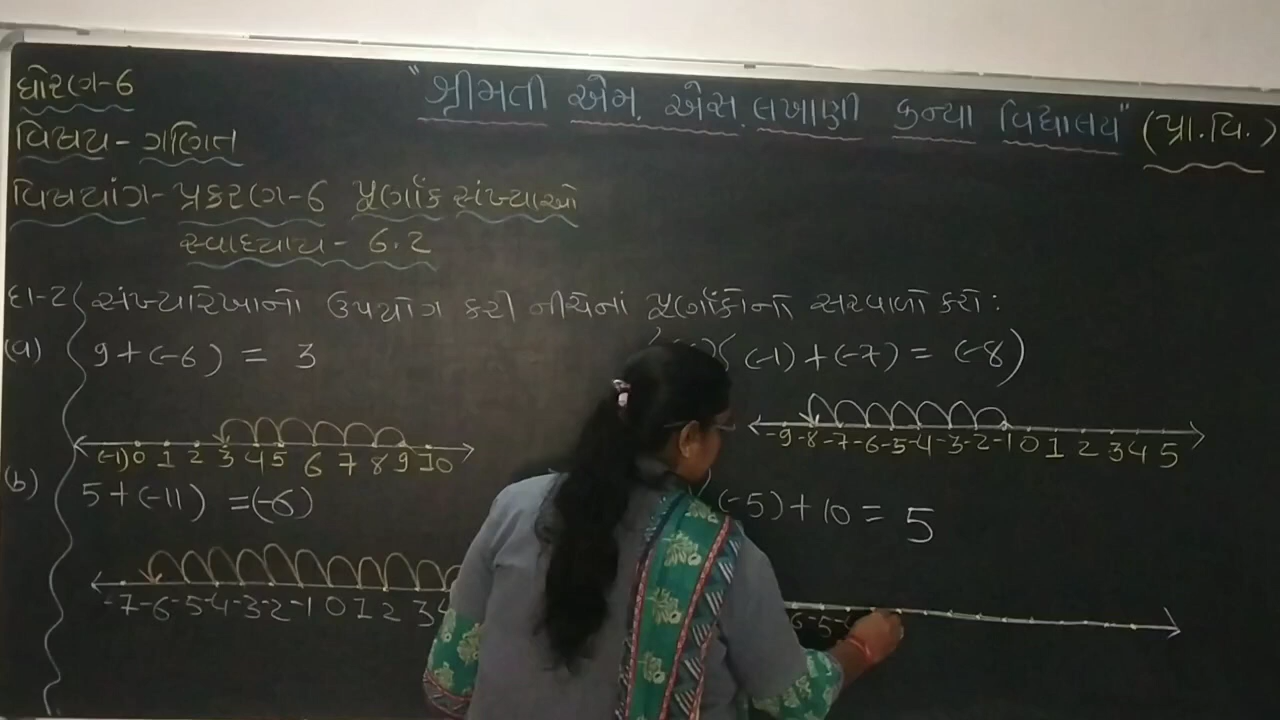 ધોરણ-6
"શ્રીમતી એમ. એસ. લખાણી કન્યા વિદ્યાલય" (પ્રા.વિ.)
વિષય - ગણિત
વિષયાંગ- પ્રકરણ-6 પૂર્ણાંક સંખ્યાઓ
સ્વાધ્યાય - 6.2
દા-2 સંખ્યારેખાનો ઉપયોગ કરી નીચેનાં પૂર્ણાંકોનો સરવાળો કરો:
(a) 9 + (-6) = 3
(-1) 0 1 2 3 4 5 6 7 8 9 10
(b) 5 + (-11) = (-6)
-7 -6 -5 -4 -3 -2 -1 0 1 2 3 4
(-1) + (-7) = (-8)
-9 -8 -7 -6 -5 -4 -3 -2 -1 0 1 2 3 4 5
(-5) + 10 = 5
6 -5